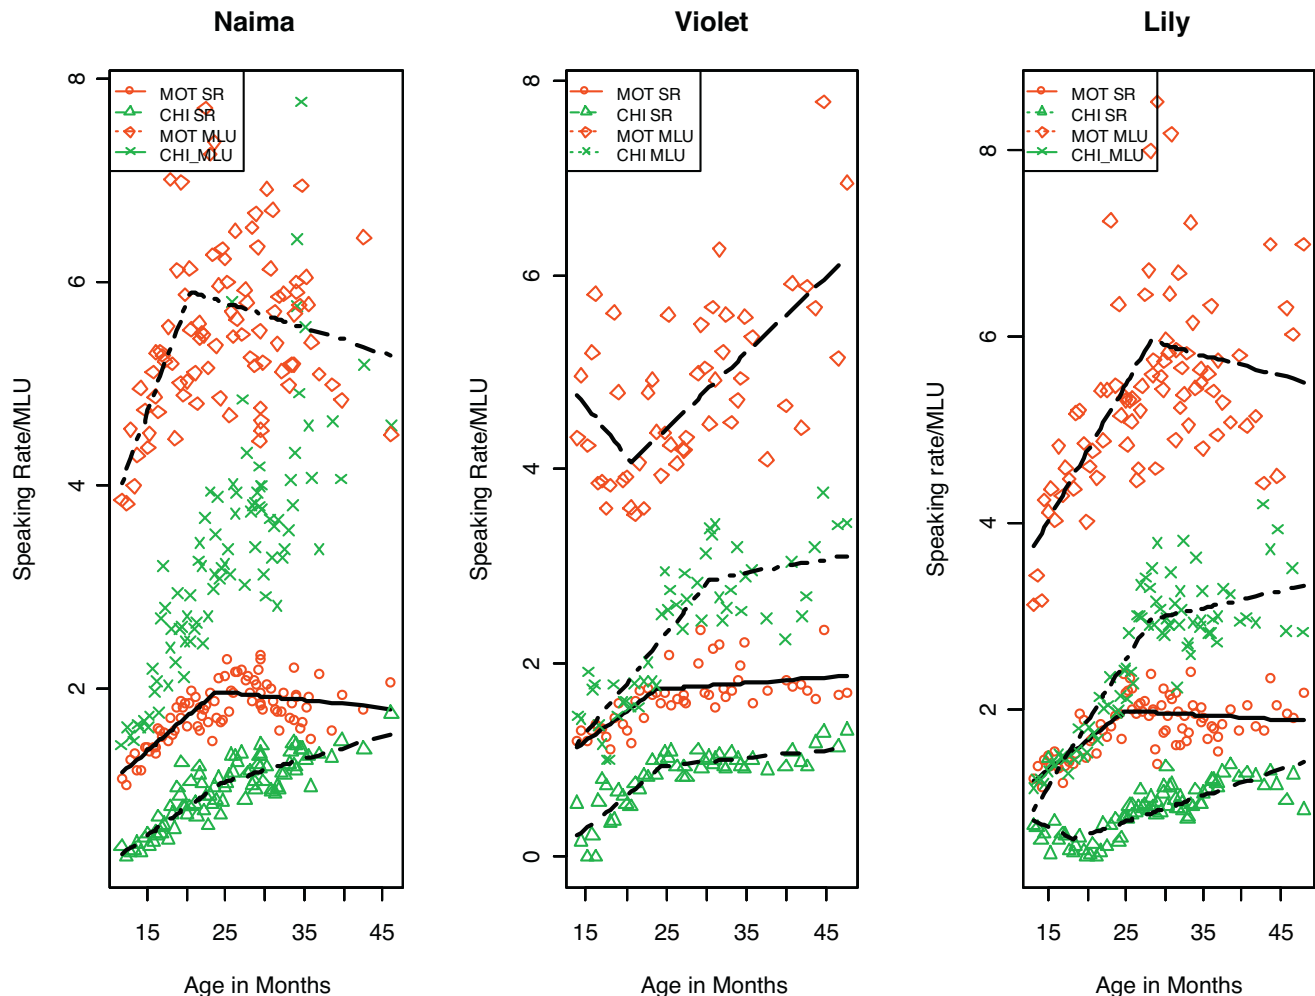 Naima
MOT SR
CHI SR
MOT MLU
CHI_MLU
8
6
4
2
Speaking Rate/MLU
15 25 35 45
Age in Months
Violet
MOT SR
CHI SR
MOT MLU
CHI MLU
8
6
4
2
0
Speaking Rate/MLU
15 25 35 45
Age in Months
Lily
MOT SR
CHI SR
MOT MLU
CHI_MLU
8
6
4
2
Speaking rate/MLU
15 25 35 45
Age in Months